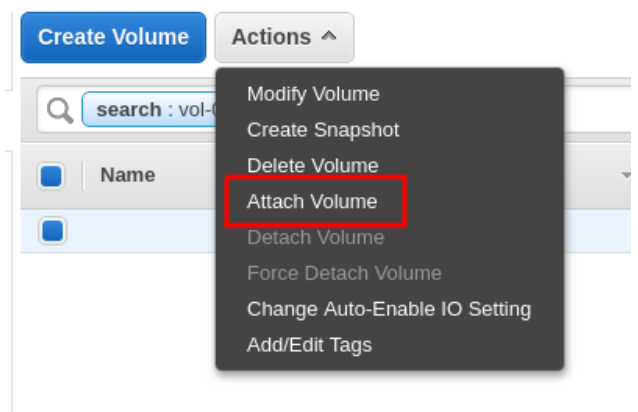 Create Volume
Actions
search : vol-
Name
Modify Volume
Create Snapshot
Delete Volume
Attach Volume
Detach Volume
Force Detach Volume
Change Auto-Enable IO Setting
Add/Edit Tags